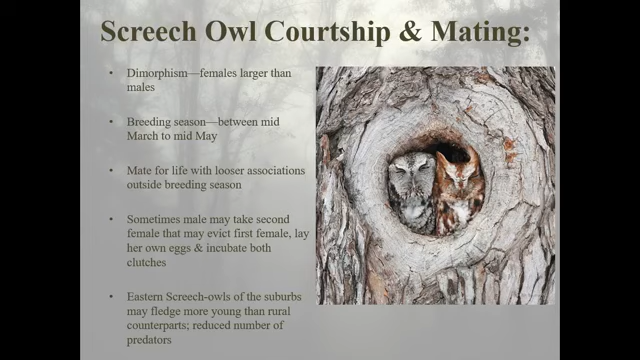 Screech Owl Courtship & Mating:
• Dimorphism—females larger than
males
• Breeding season—between mid
March to mid May
• Mate for life with looser associations
outside breeding season
• Sometimes male may take second
female that may evict first female, lay
her own eggs & incubate both
clutches
• Eastern Screech-owls of the suburbs
may fledge more young than rural
counterparts; reduced number of
predators